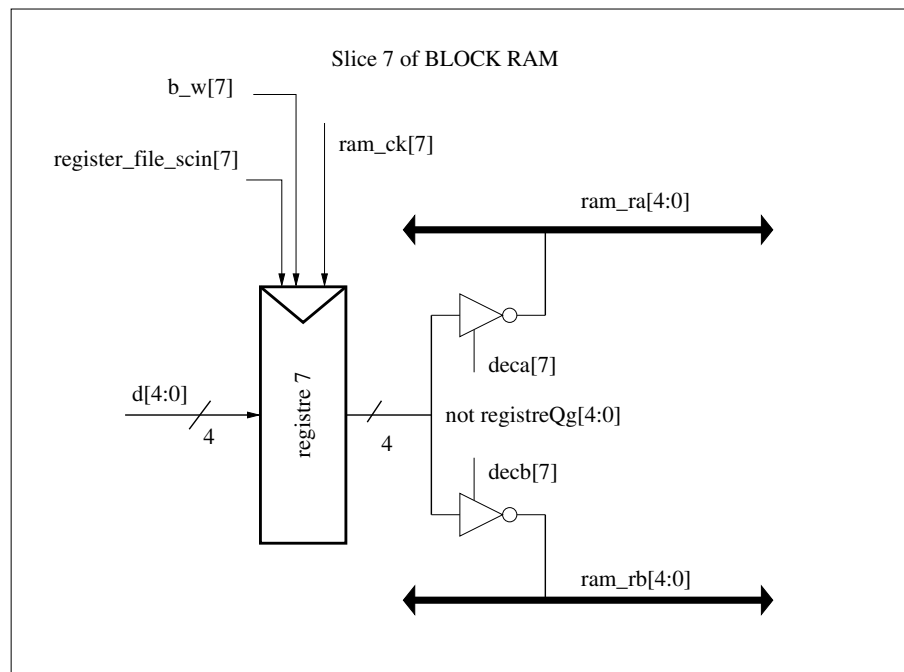 Slice 7 of BLOCK RAM
b_w[7]
ram_ck[7]
register_file_scin[7]
ram_ra[4:0]
deca[7]
registre 7
d[4:0]
4
4
not registreQg[4:0]
decb[7]
ram_rb[4:0]